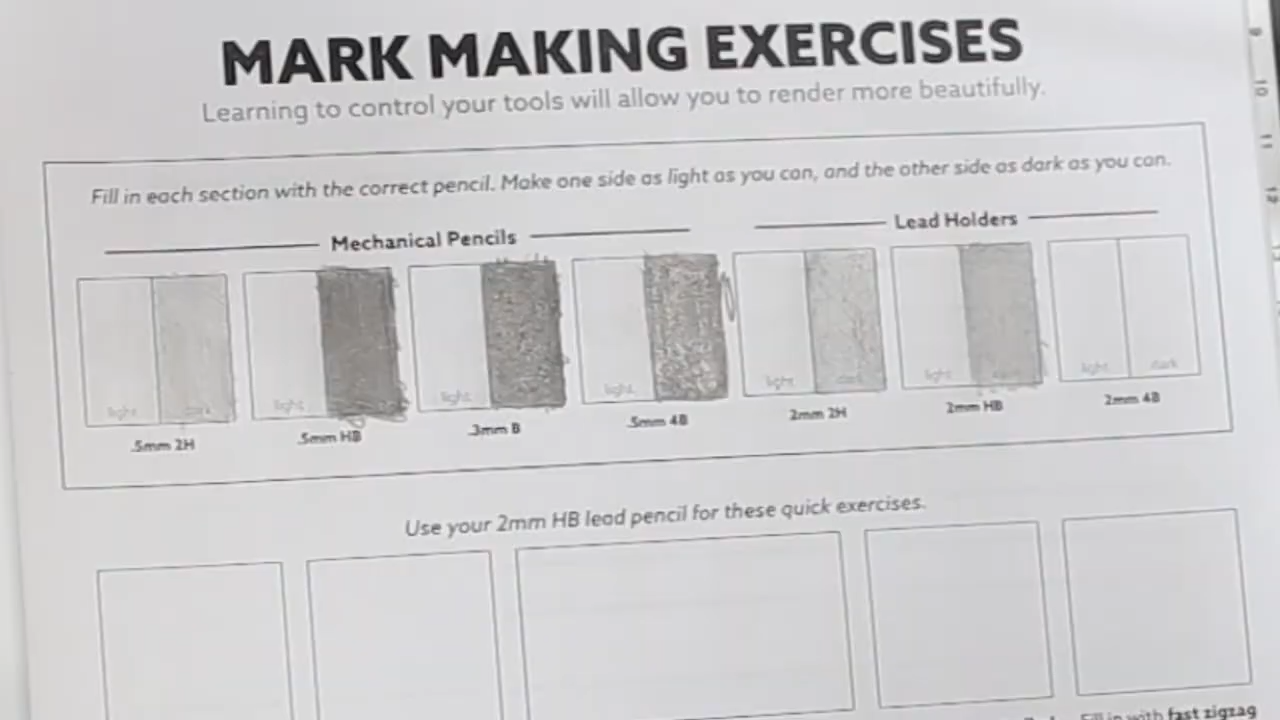 MARK MAKING EXERCISES
Learning to control your tools will allow you to render more beautifully.
Fill in each section with the correct pencil. Make one side as light as you can, and the other side as dark as you can.
Mechanical Pencils
Lead Holders
light dark light light light light dark light dark light dark
.5mm 2H .5mm HB .3mm B .5mm 4B 2mm 2H 2mm HB 2mm 4B
Use your 2mm HB lead pencil for these quick exercises.
Fill in with fast zigzag
9
10
11
12